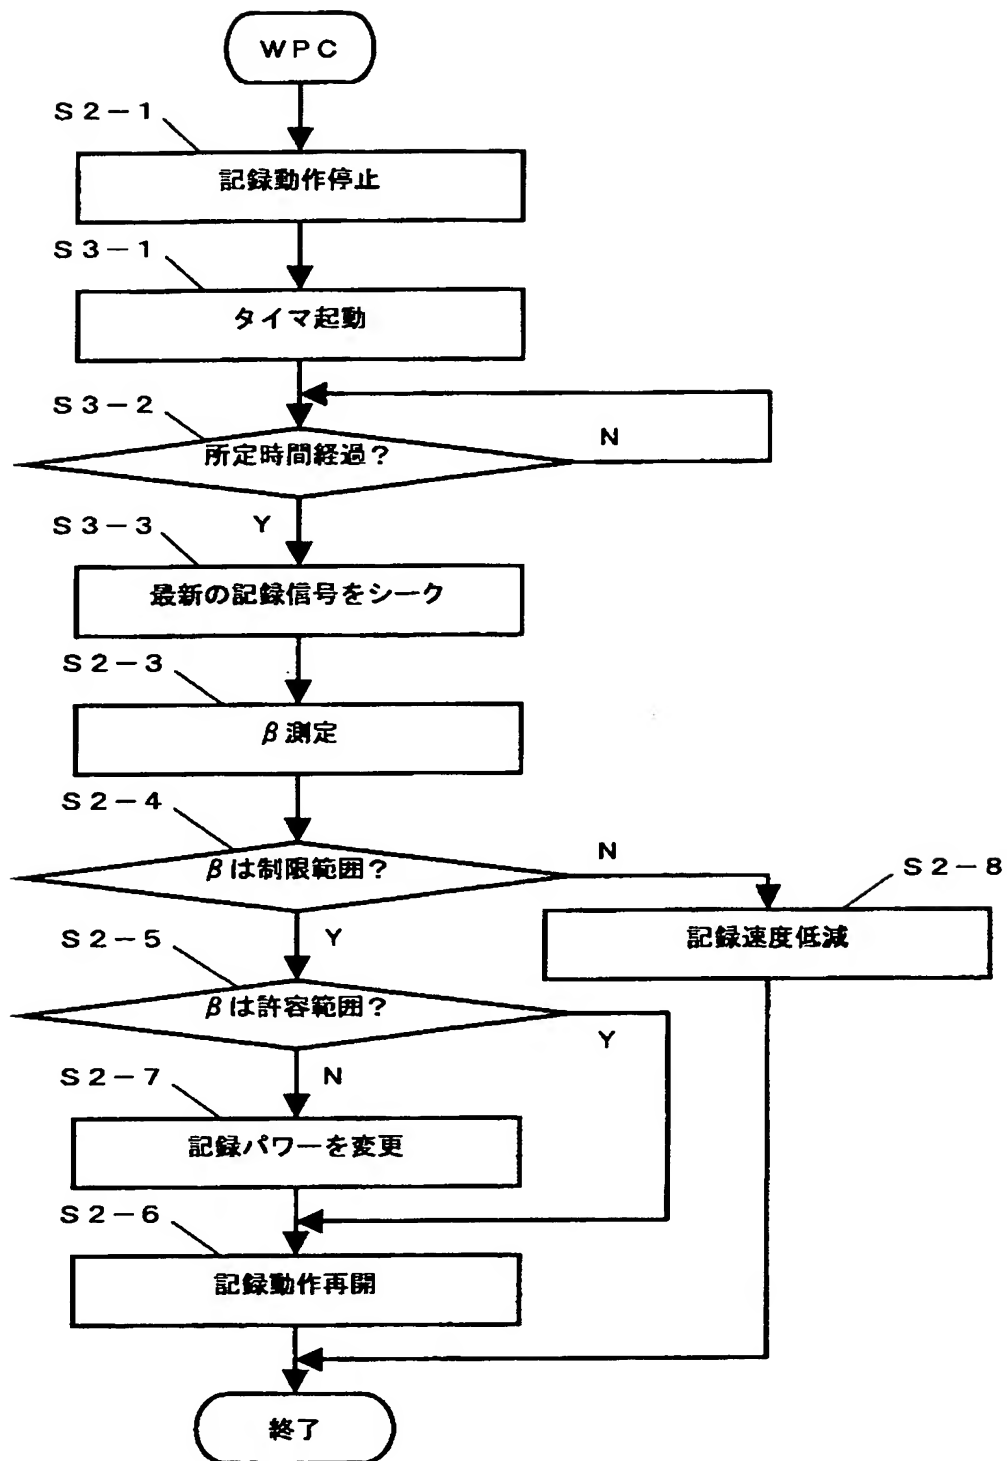 WPC
S2-1
記録動作停止
S3-1
タイマ起動
S3-2
所定時間経過?
N
Y
S3-3
最新の記録信号をシーク
S2-3
β測定
S2-4
βは制限範囲?
N
S2-8
記録速度低減
Y
S2-5
βは許容範囲?
Y
N
S2-7
記録パワーを変更
S2-6
記録動作再開
終了